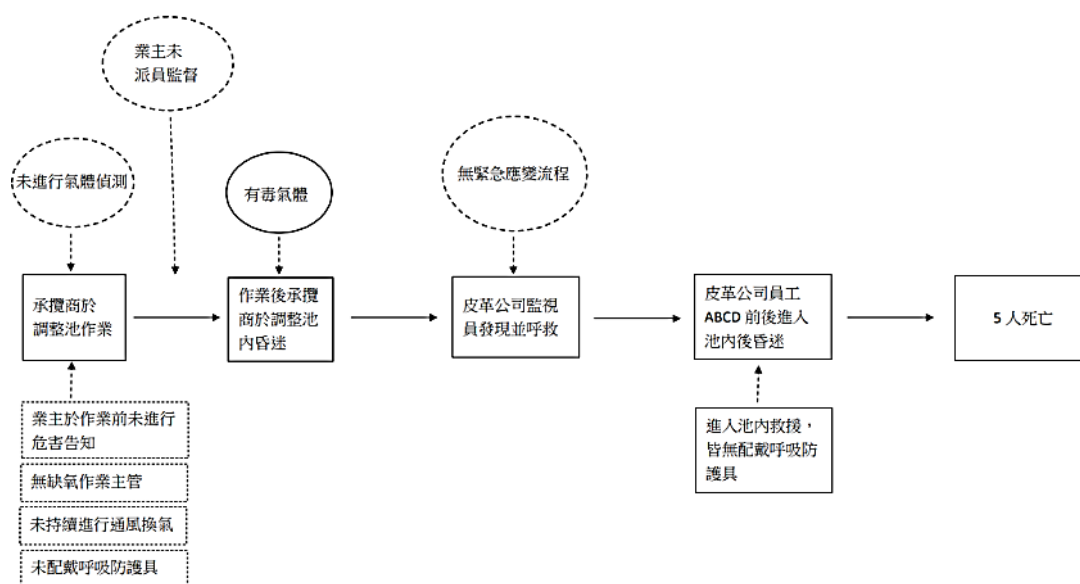 業主未
派員監督
未進行氣體偵測
有毒氣體
無緊急應變流程
承攬商於
調整池作業
作業後承攬
商於調整池
內昏迷
皮革公司監視
員發現並呼救
皮革公司員工
ABCD 前後進入
池內後昏迷
5 人死亡
業主於作業前未進行
危害告知
無缺氧作業主管
未持續進行通風換氣
未配戴呼吸防護具
進入池內救援，
皆無配戴呼吸防
護具